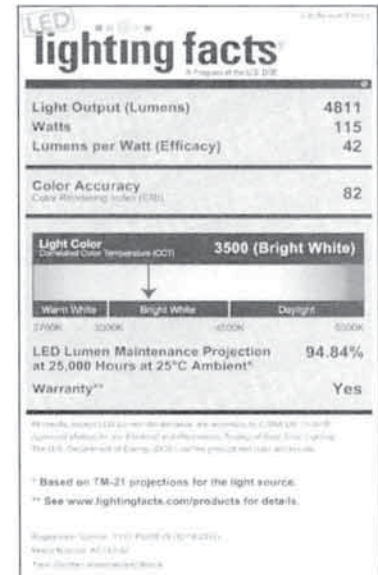 LED
lighting facts
A Program of the U.S. DOE
Light Output (Lumens) 4811
Watts 115
Lumens per Watt (Efficacy) 42
Color Accuracy 82
Color Rendering Index (CRI)
Light Color 3500 (Bright White)
Correlated Color Temperature (CCT)
Warm White Bright White Daylight
2700K 3000K 4500K 6500K
LED Lumen Maintenance Projection 94.84%
at 25,000 Hours at 25°C Ambient*
Warranty** Yes
* Based on TM-21 projections for the light source.
** See www.lightingfacts.com/products for details.